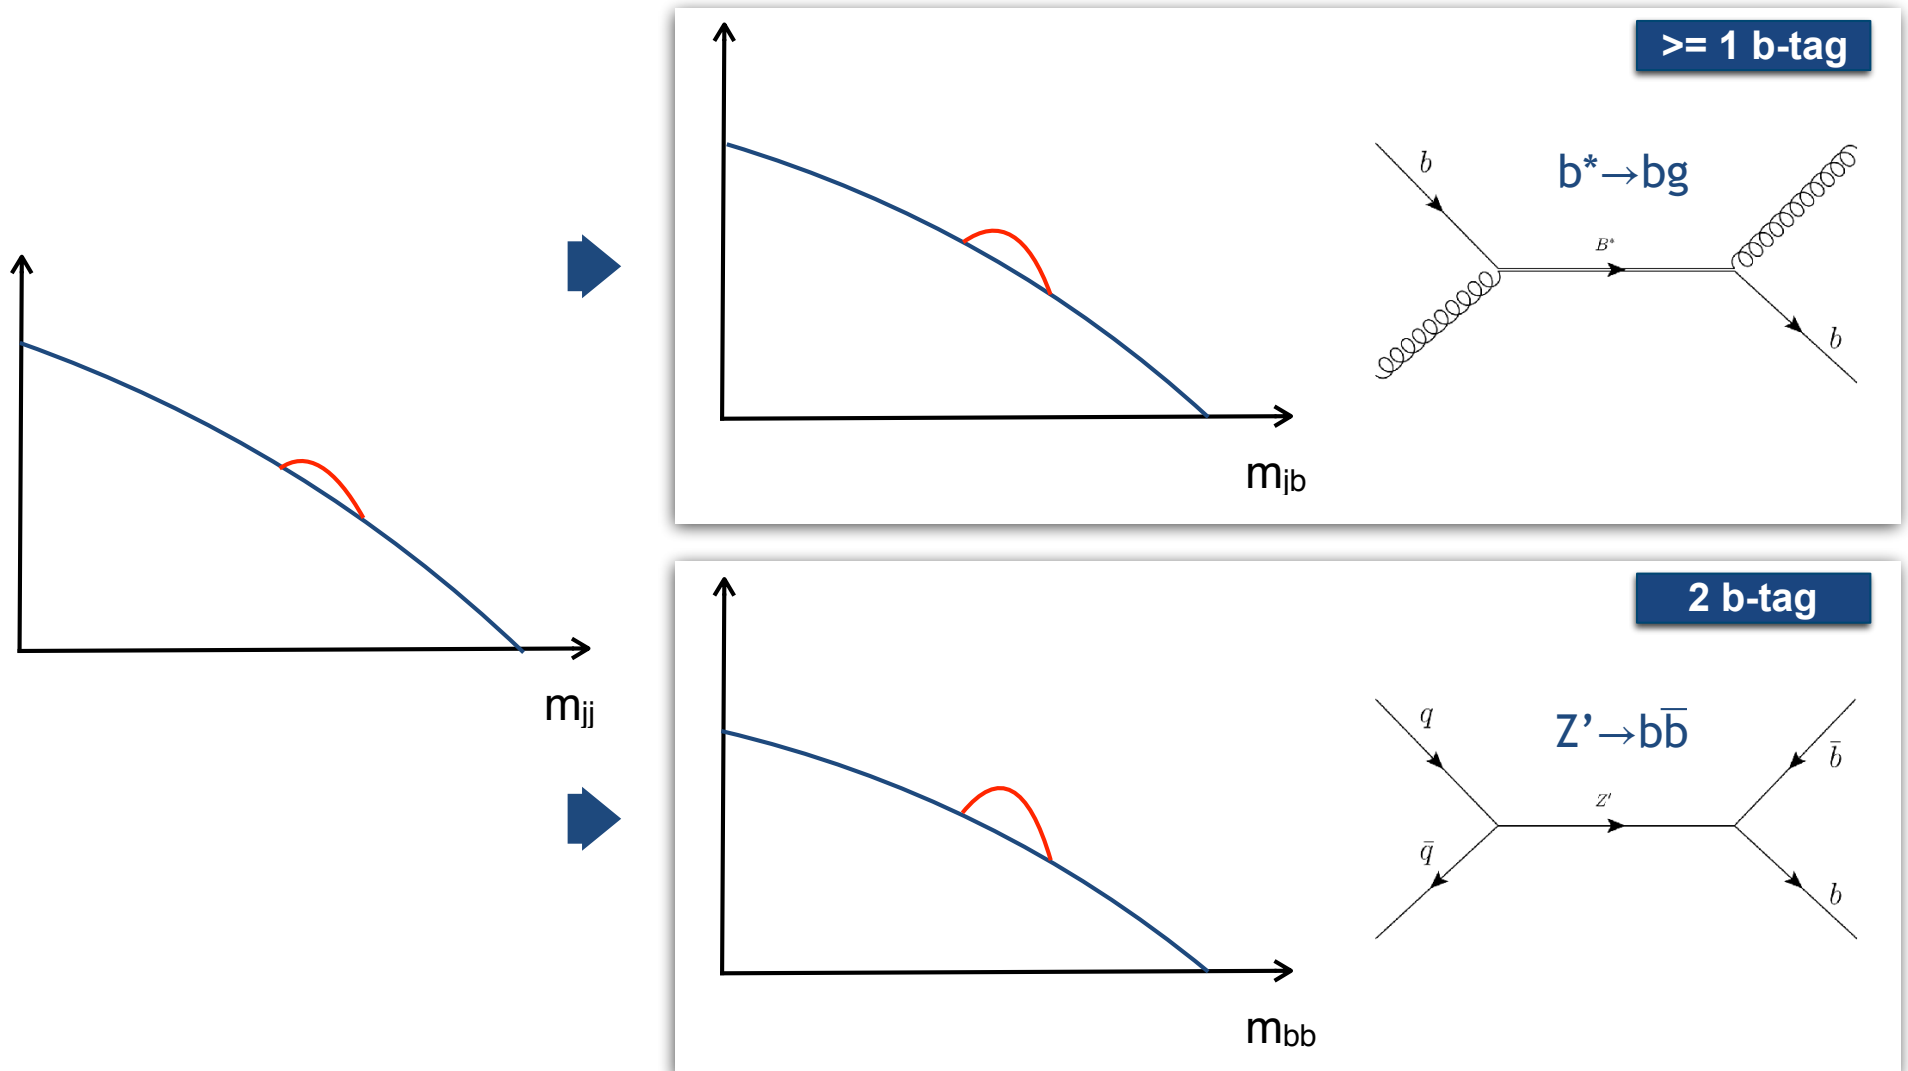 m_jj
>= 1 b-tag
b*→bg
b
B*
b
m_jb
2 b-tag
Z’→bb̅
q
q̄
Z′
b̄
b
m_bb